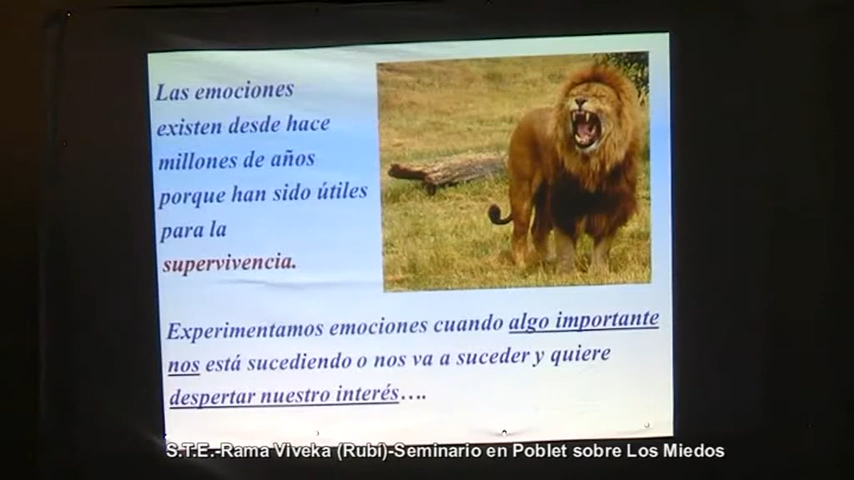 Las emociones
existen desde hace
millones de años
porque han sido útiles
para la
supervivencia.
Experimentamos emociones cuando algo importante
nos está sucediendo o nos va a suceder y quiere
despertar nuestro interés….
S.T.E.-Rama Viveka (Rubí)-Seminario en Poblet sobre Los Miedos